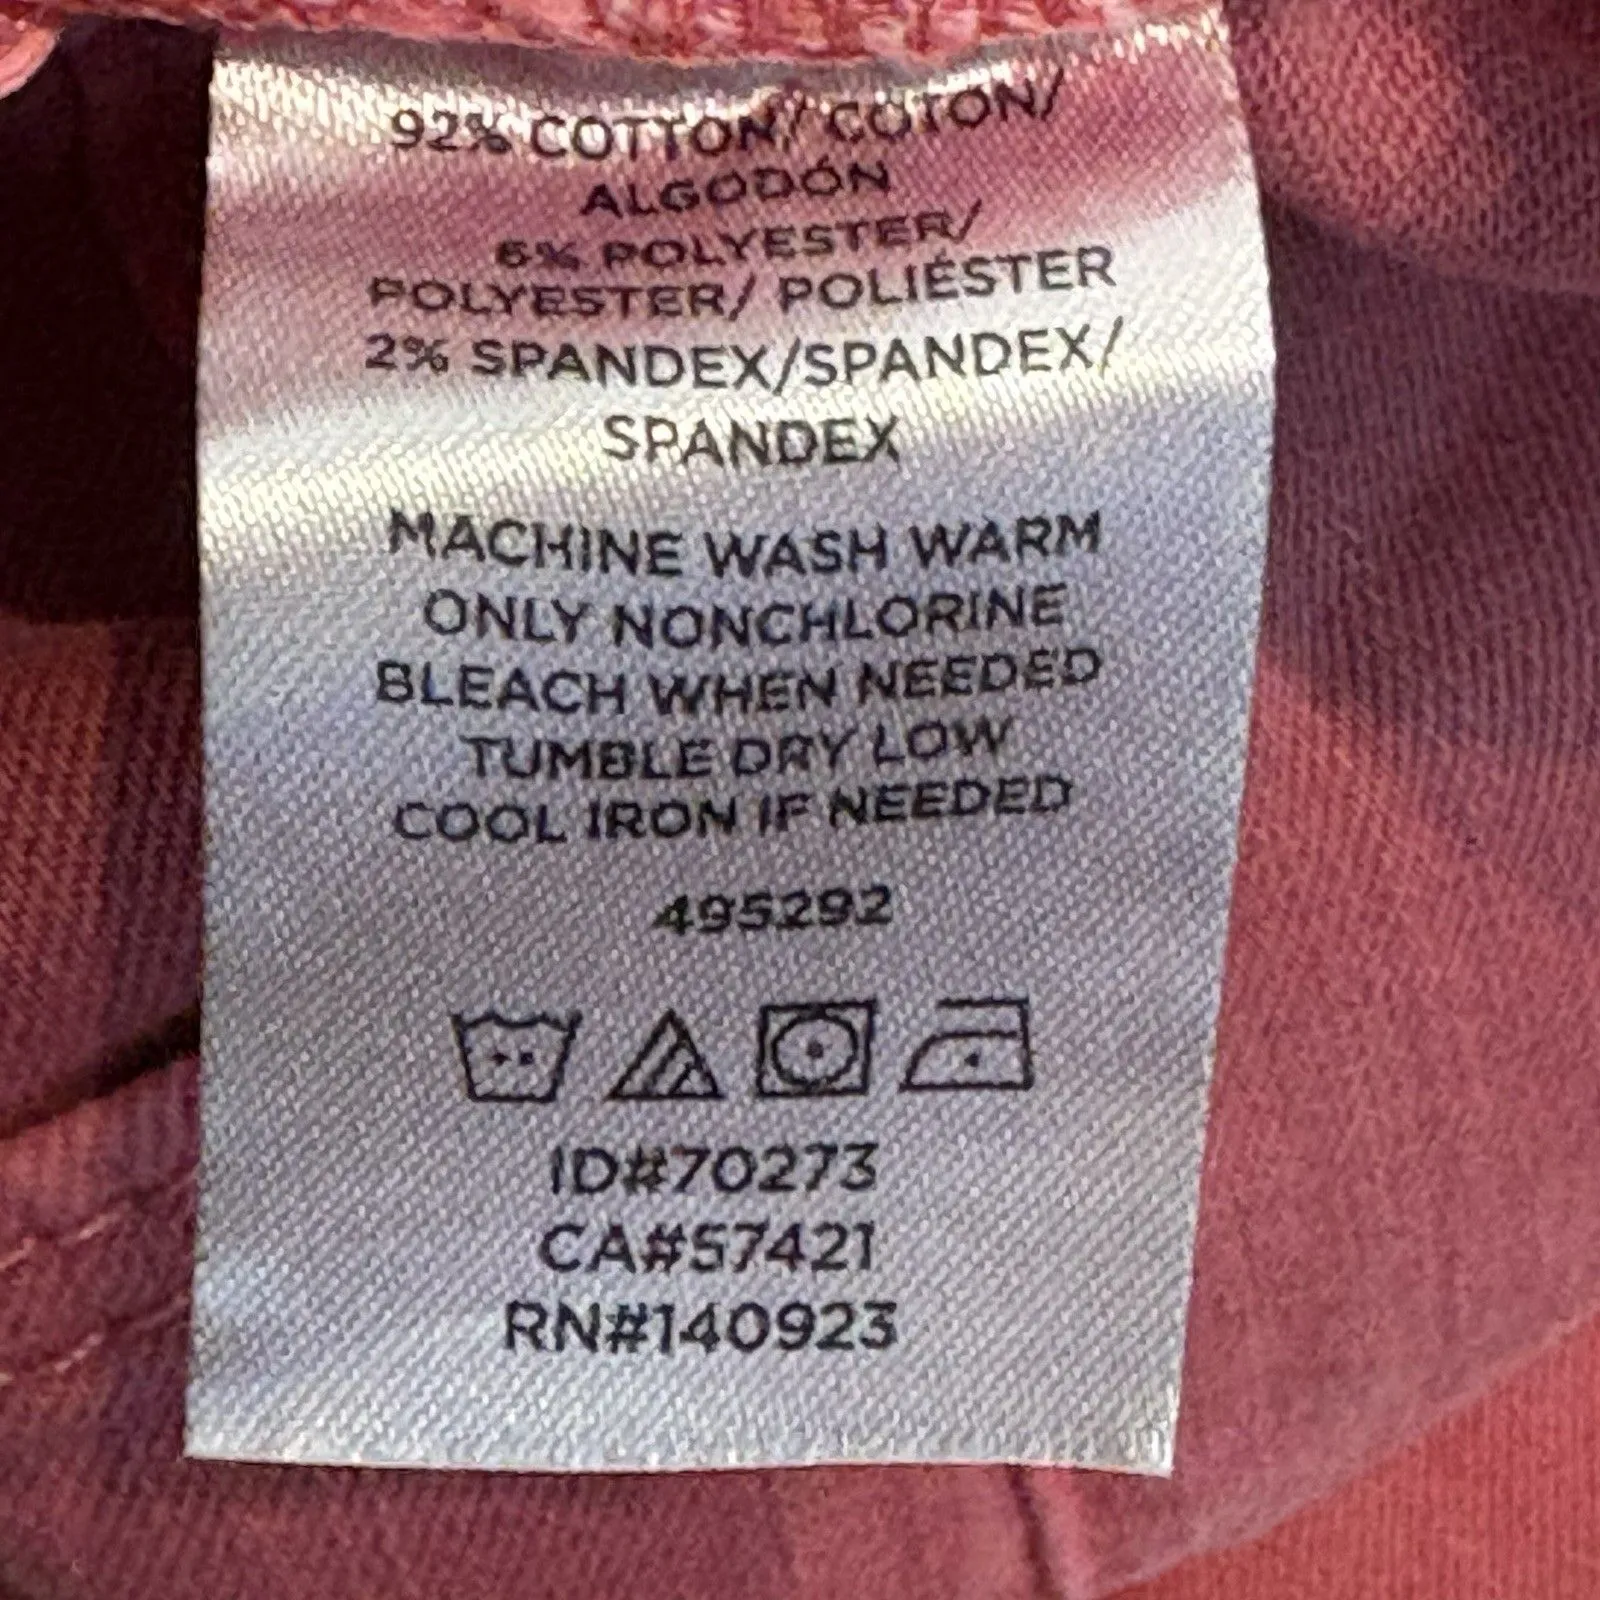 92% COTTON/ COTON/
ALGODÓN
6% POLYESTER/
POLYESTER/ POLIÉSTER
2% SPANDEX/SPANDEX/
SPANDEX
MACHINE WASH WARM
ONLY NONCHLORINE
BLEACH WHEN NEEDED
TUMBLE DRY LOW
COOL IRON IF NEEDED
495292
ID#70273
CA#57421
RN#140923